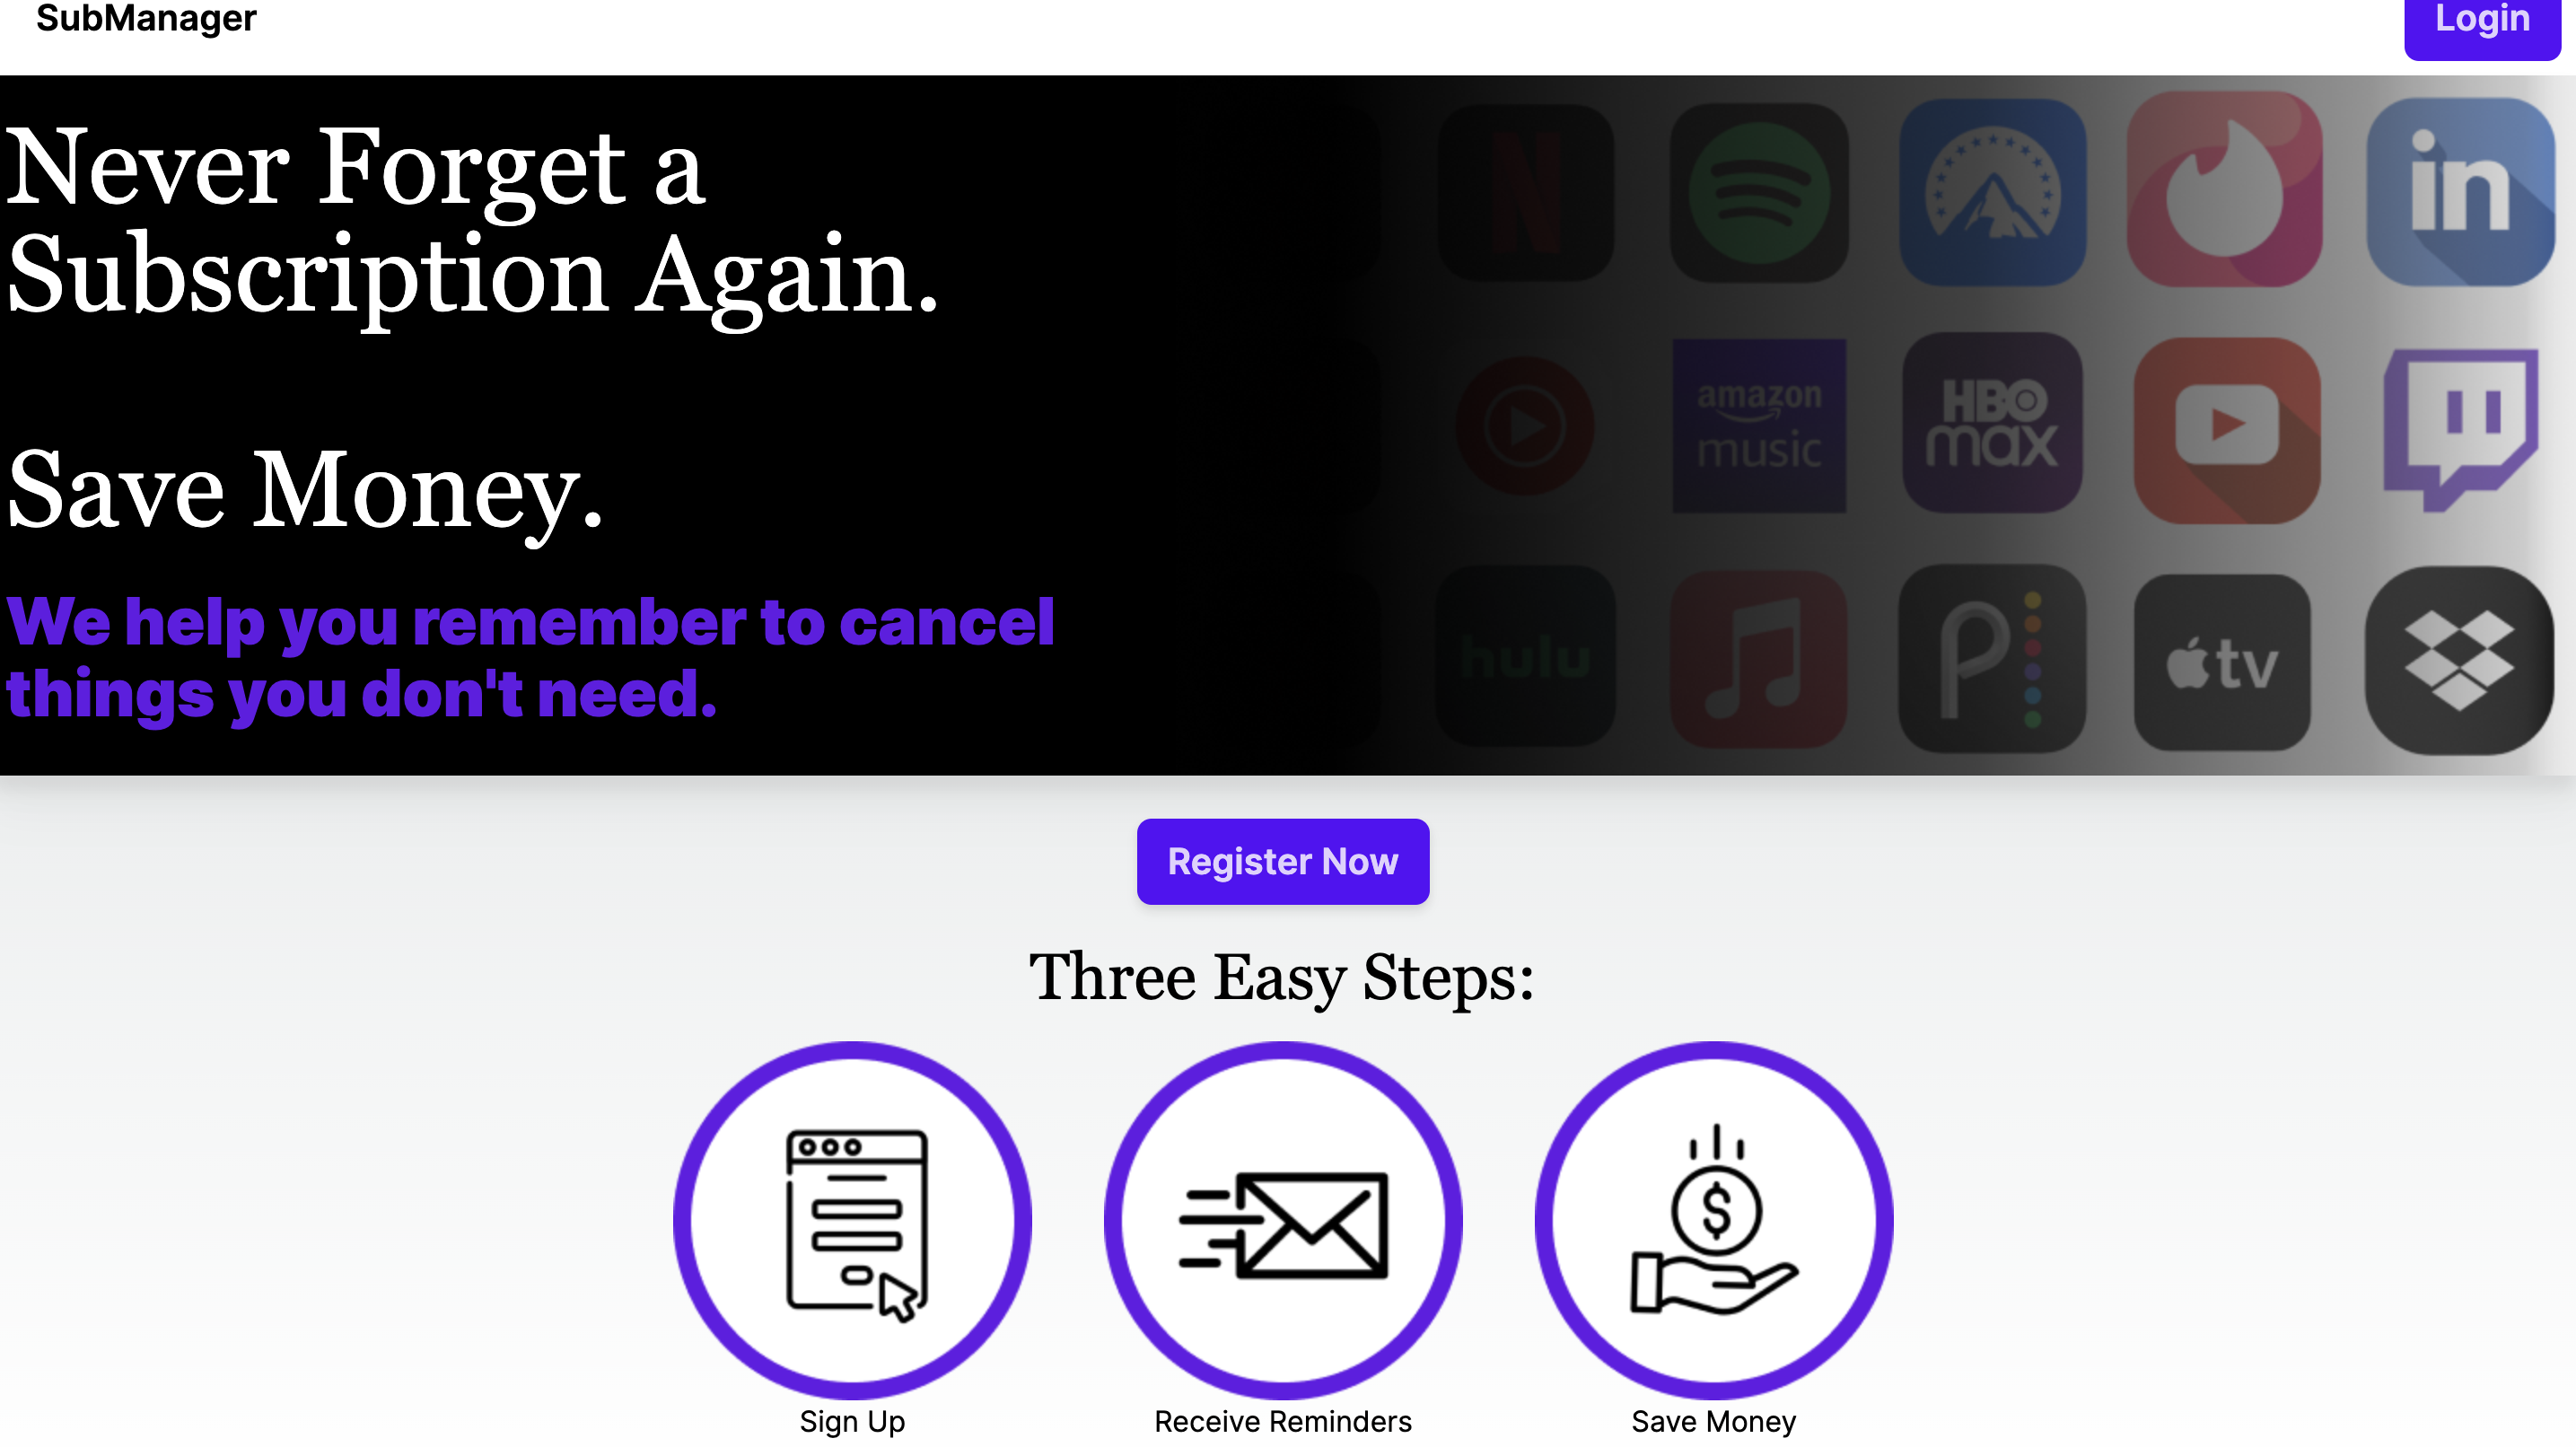 SubManager
Login
Never Forget a
Subscription Again.
Save Money.
We help you remember to cancel
things you don't need.
N
in
amazon
music
HBO
max
hulu
tv
Register Now
Three Easy Steps:
$
Sign Up
Receive Reminders
Save Money